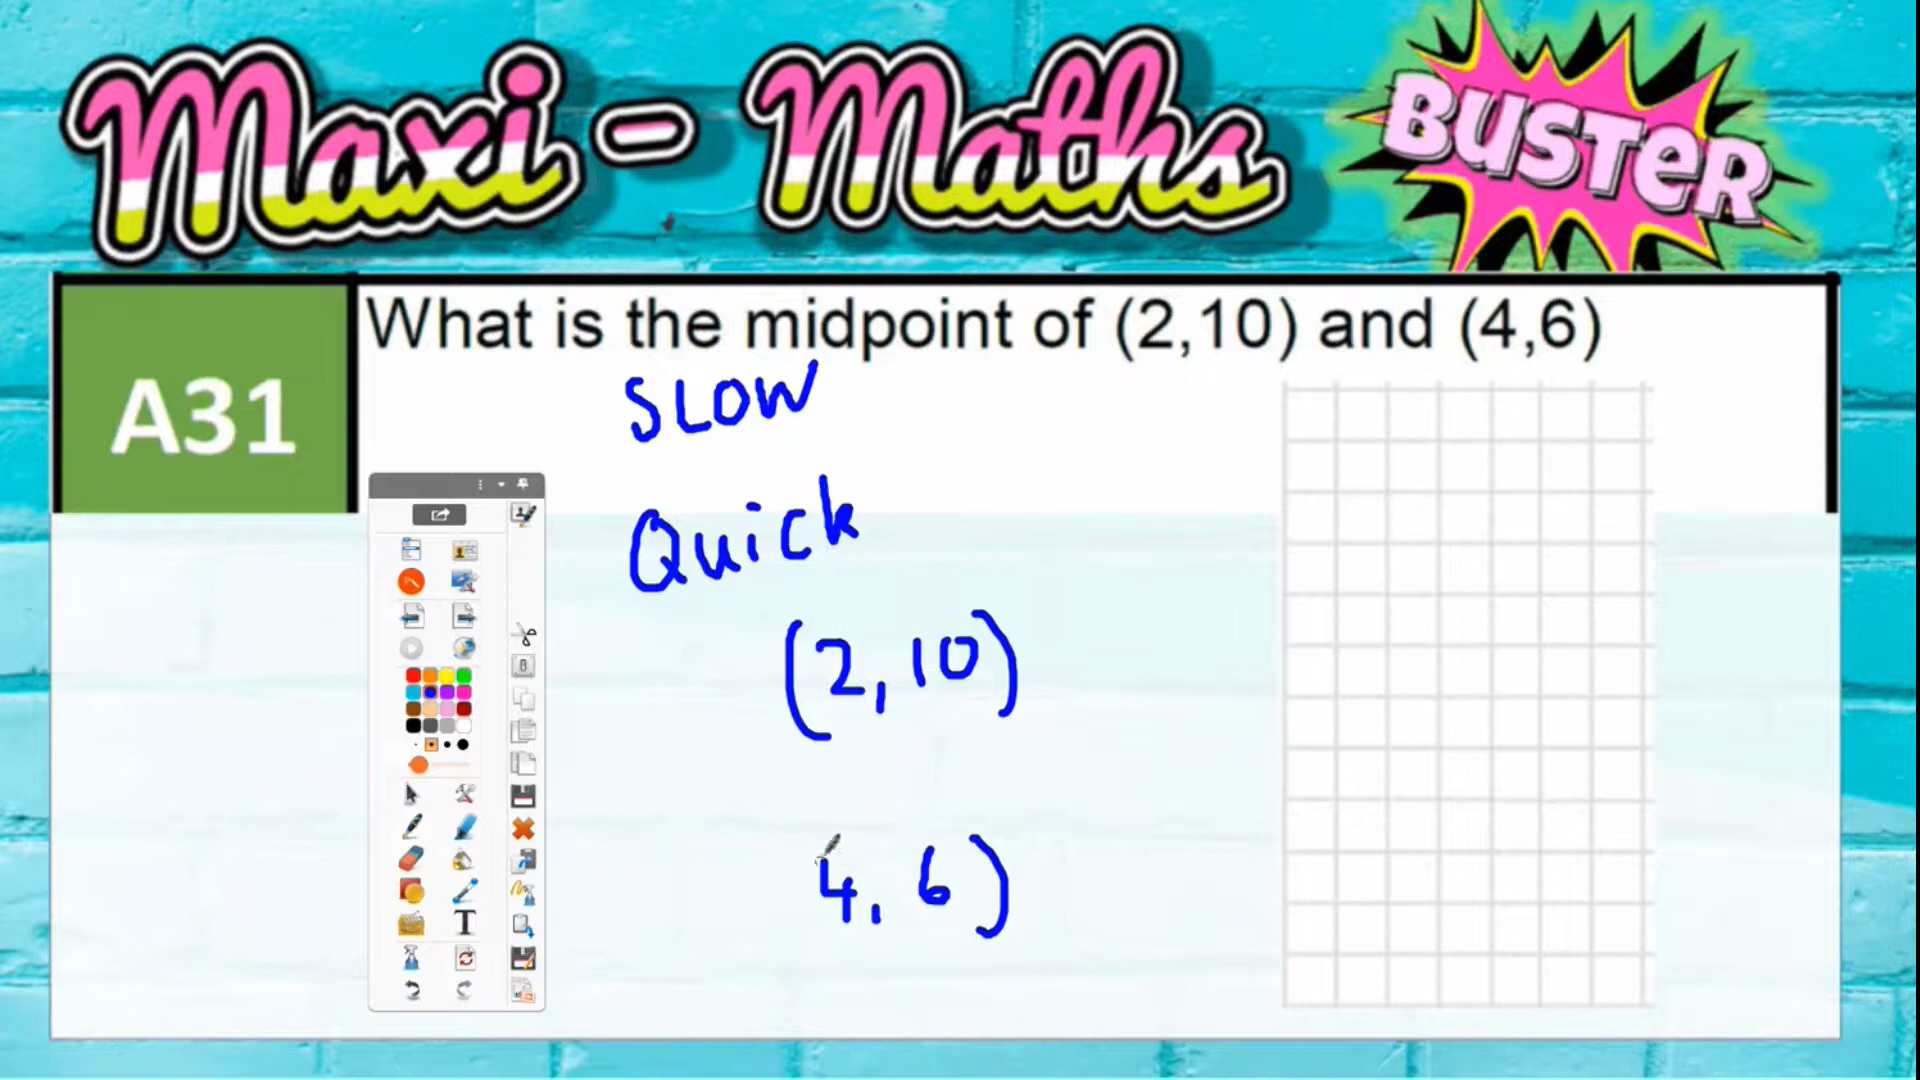 Maxi - Maths BUSTER
A31
What is the midpoint of (2,10) and (4,6)
SLOW
Quick
(2, 10)
4, 6)
T